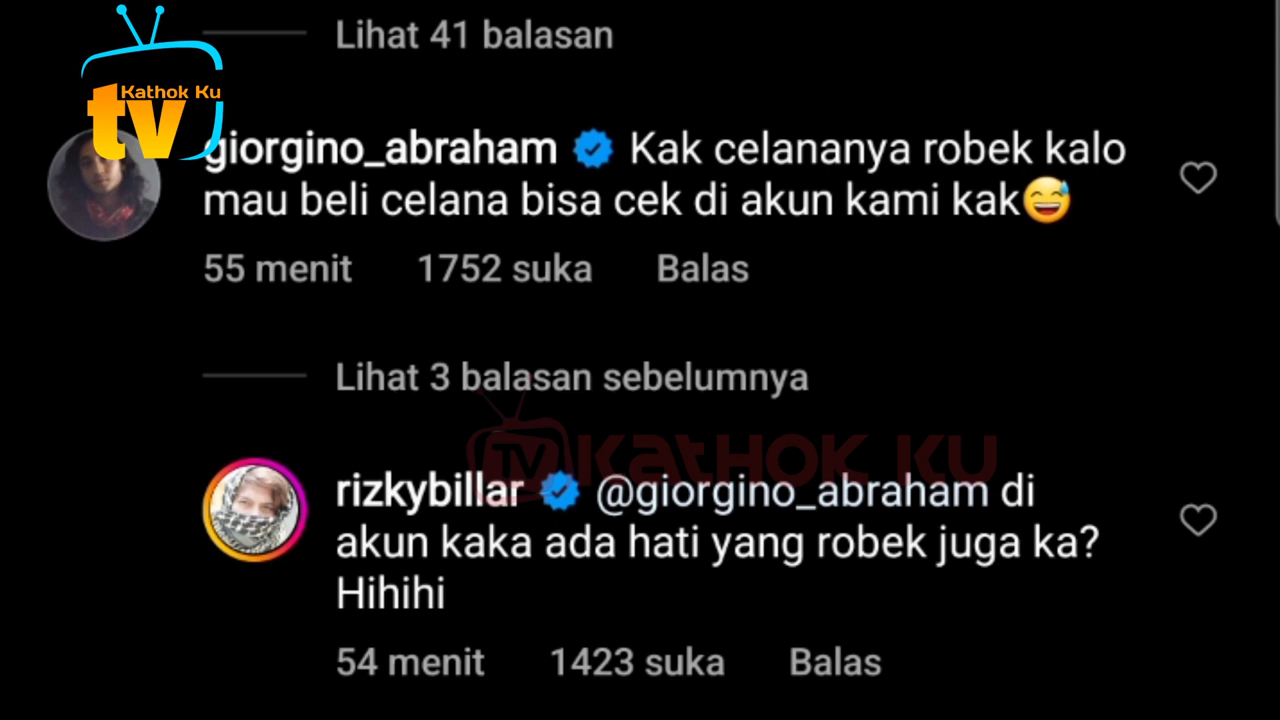 Lihat 41 balasan
Kathok Ku
tv
giorgino_abraham Kak celananya robek kalo
mau beli celana bisa cek di akun kami kak😅
55 menit 1752 suka Balas
Lihat 3 balasan sebelumnya
TV KATHOK KU
rizkybillar @giorgino_abraham di
akun kaka ada hati yang robek juga ka?
Hihihi
54 menit 1423 suka Balas